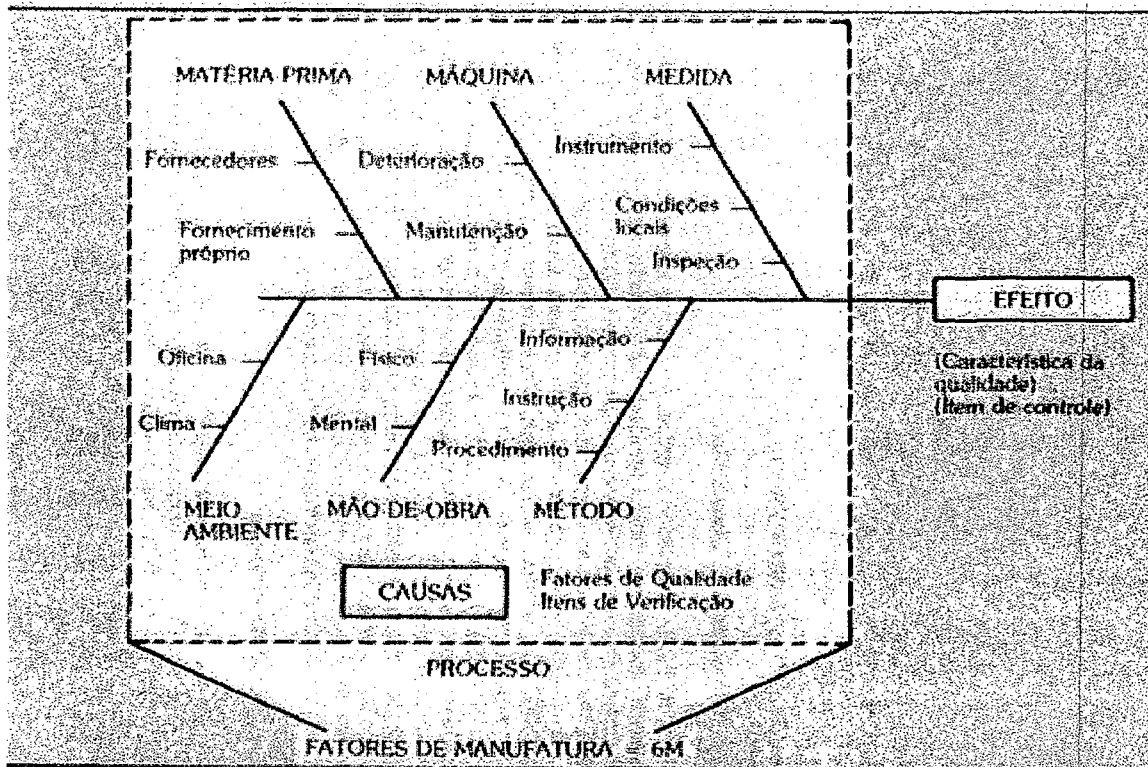 MATÉRIA-PRIMA
MÁQUINA
MEDIDA
Fornecedores
Deterioração
Instrumento
Fornecimento
próprio
Manutenção
Condições
locais
Inspeção
EFEITO
(Característica da
qualidade)
(Item de controle)
Oficina
Físico
Informação
Clima
Mental
Instrução
Procedimento
MEIO
AMBIENTE
MÃO-DE-OBRA
MÉTODO
CAUSAS
Fatores de Qualidade
Itens de Verificação
PROCESSO
FATORES DE MANUFATURA = 6M